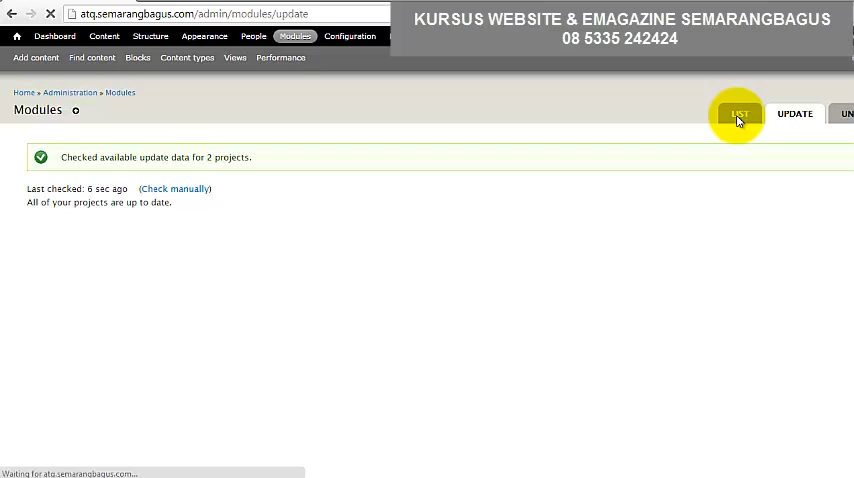 atq.semarangbagus.com/admin/modules/update
KURSUS WEBSITE & EMAGAZINE SEMARANGBAGUS
08 5335 242424
Dashboard Content Structure Appearance People Modules Configuration
Add content Find content Blocks Content types Views Performance
Home » Administration » Modules
Modules
LIST UPDATE UN
Checked available update data for 2 projects.
Last checked: 6 sec ago (Check manually)
All of your projects are up to date.
Waiting for atq.semarangbagus.com...